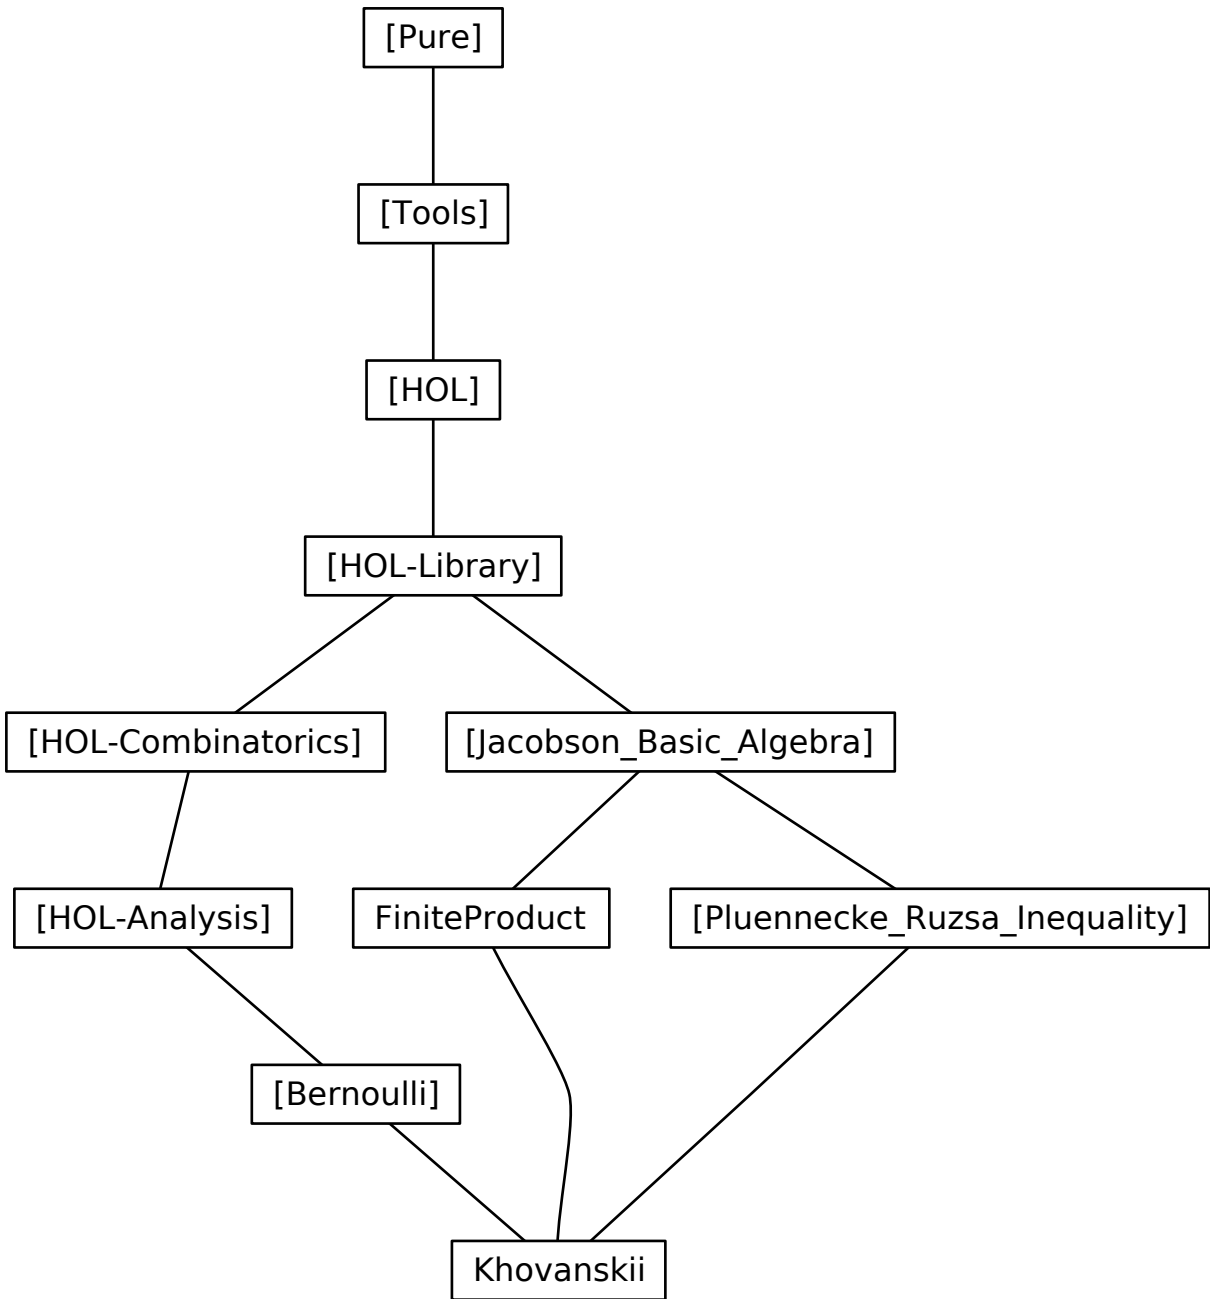 [Pure]
[Tools]
[HOL]
[HOL-Library]
[HOL-Combinatorics]
[Jacobson_Basic_Algebra]
[HOL-Analysis]
FiniteProduct
[Pluennecke_Ruzsa_Inequality]
[Bernoulli]
Khovanskii